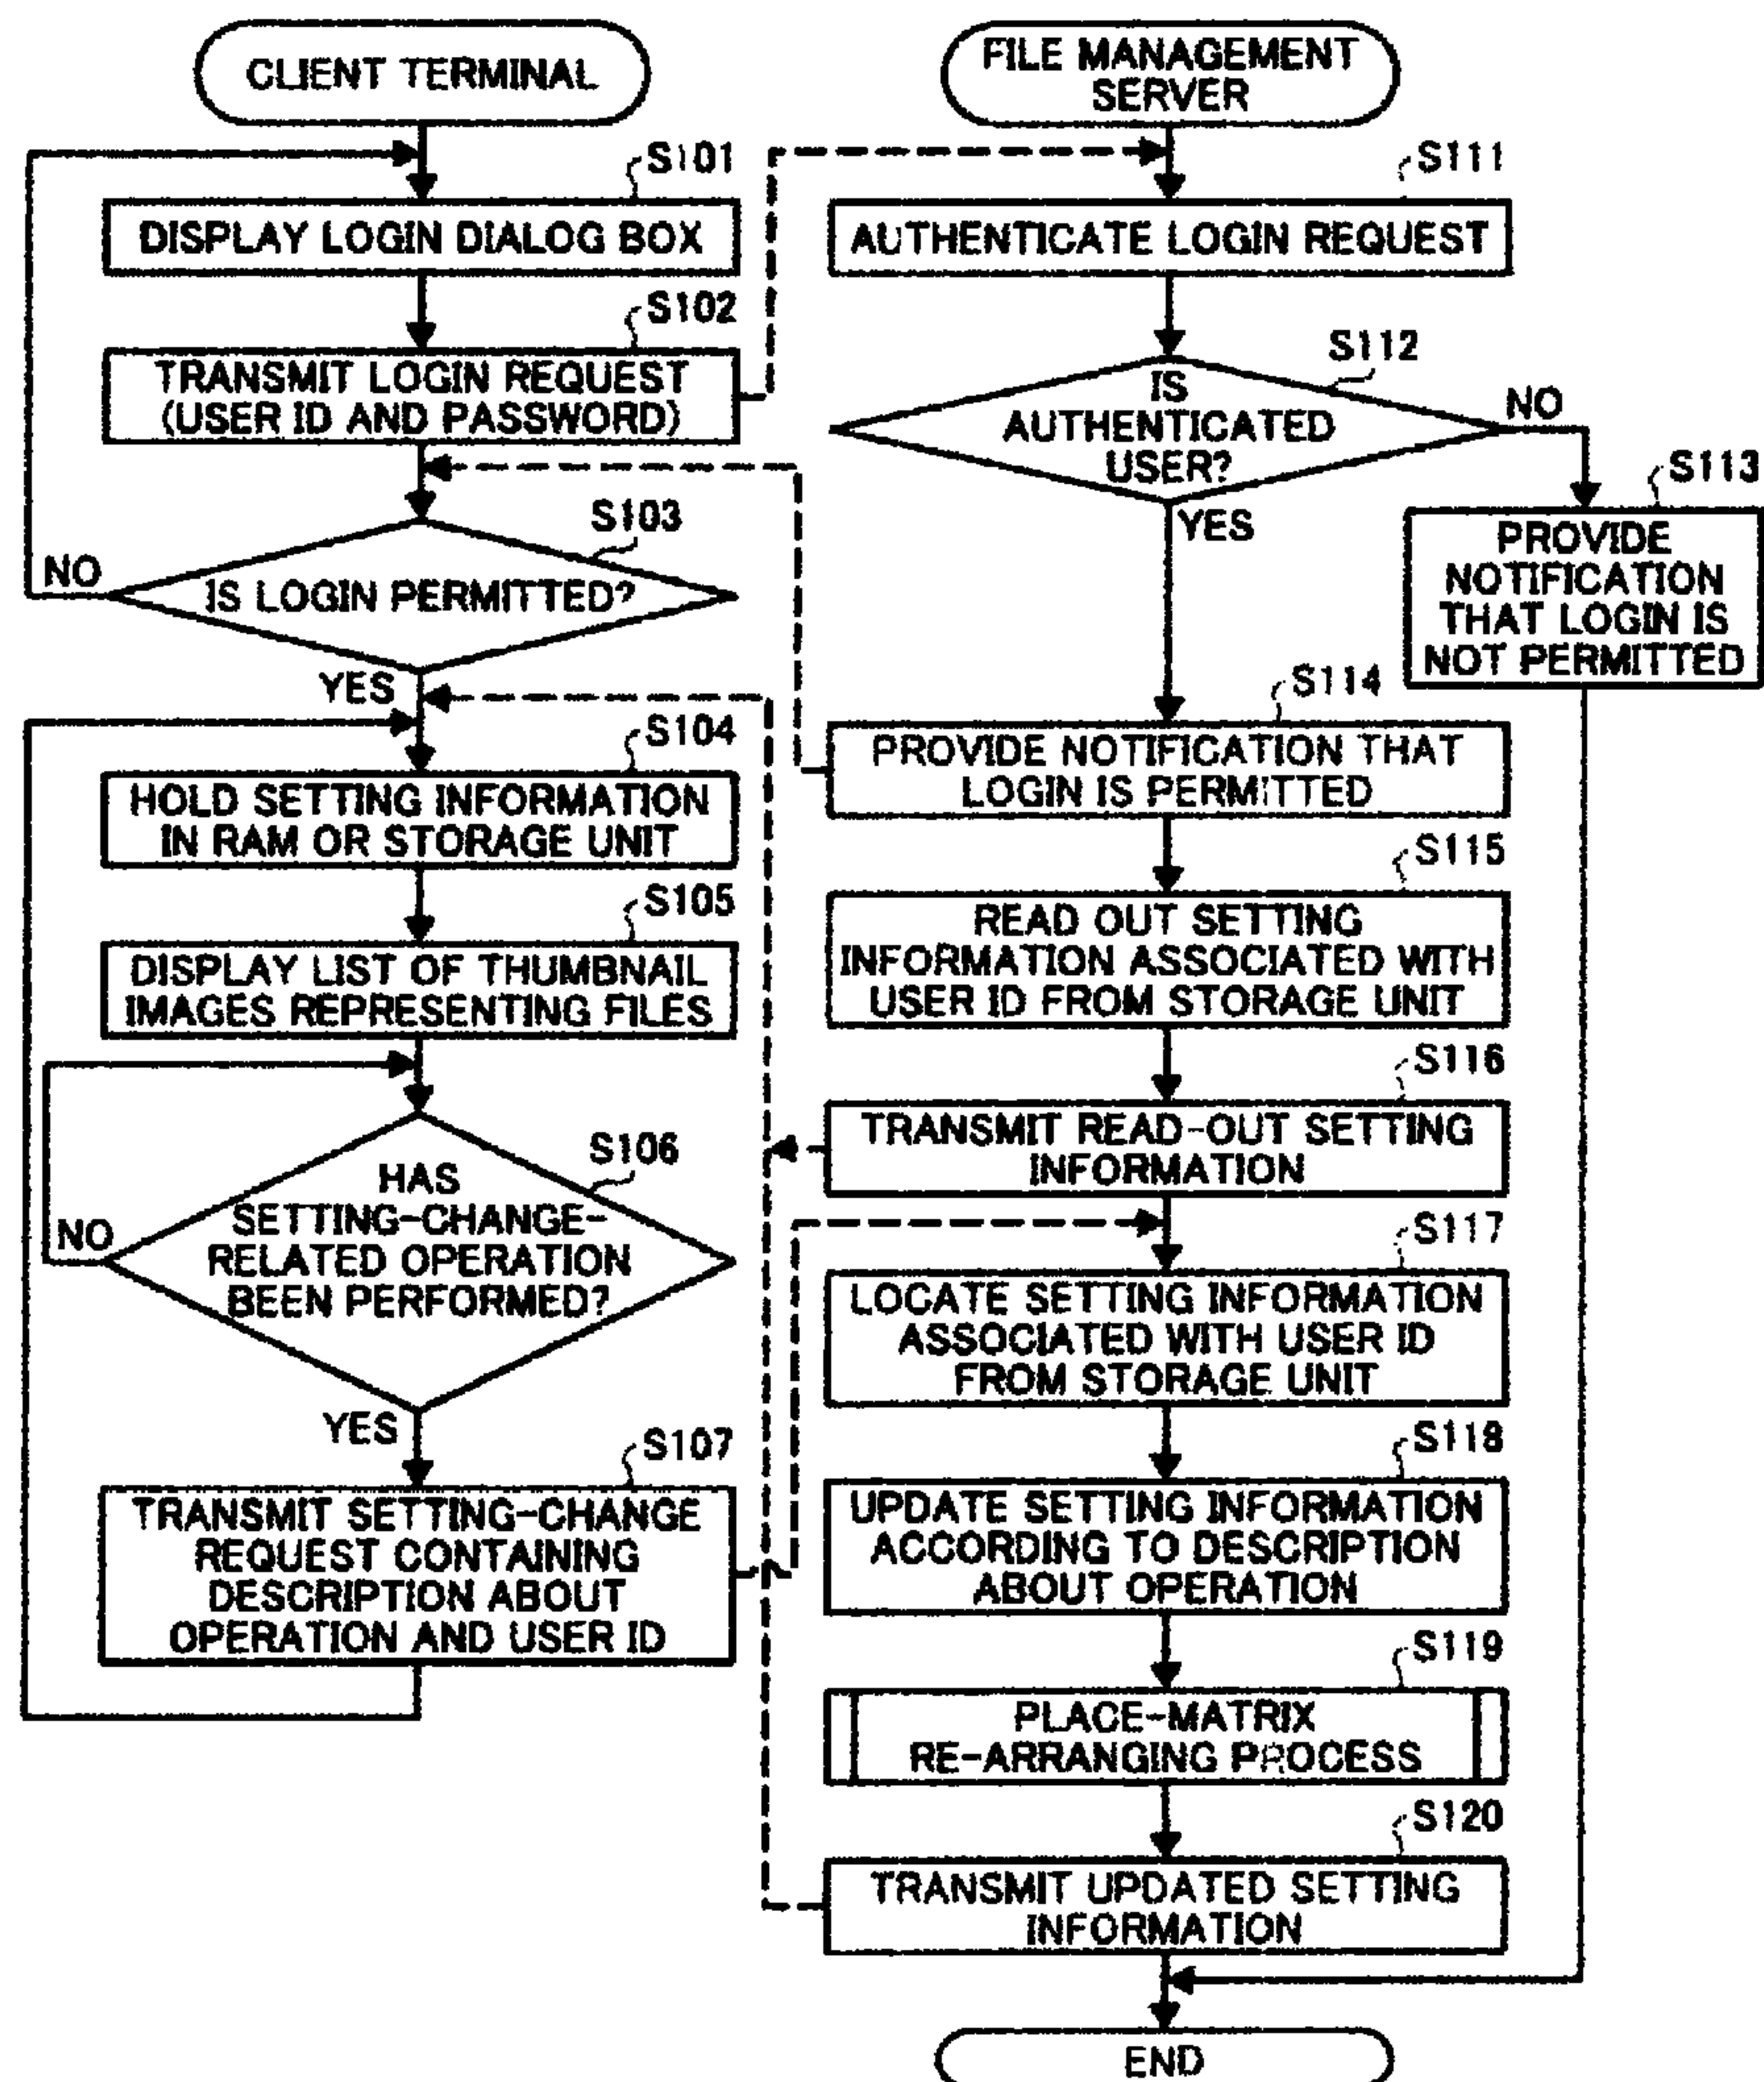 CLIENT TERMINAL
S101
DISPLAY LOGIN DIALOG BOX
S102
TRANSMIT LOGIN REQUEST
(USER ID AND PASSWORD)
S103
NO
IS LOGIN PERMITTED?
YES
S104
HOLD SETTING INFORMATION
IN RAM OR STORAGE UNIT
S105
DISPLAY LIST OF THUMBNAIL
IMAGES REPRESENTING FILES
S106
HAS
SETTING-CHANGE-
RELATED OPERATION
BEEN PERFORMED?
NO
YES
S107
TRANSMIT SETTING-CHANGE
REQUEST CONTAINING
DESCRIPTION ABOUT
OPERATION AND USER ID
FILE MANAGEMENT
SERVER
S111
AUTHENTICATE LOGIN REQUEST
S112
IS
AUTHENTICATED
USER?
NO
YES
S113
PROVIDE
NOTIFICATION
THAT LOGIN IS
NOT PERMITTED
S114
PROVIDE NOTIFICATION THAT
LOGIN IS PERMITTED
S115
READ OUT SETTING
INFORMATION ASSOCIATED WITH
USER ID FROM STORAGE UNIT
S116
TRANSMIT READ-OUT SETTING
INFORMATION
S117
LOCATE SETTING INFORMATION
ASSOCIATED WITH USER ID
FROM STORAGE UNIT
S118
UPDATE SETTING INFORMATION
ACCORDING TO DESCRIPTION
ABOUT OPERATION
S119
PLACE-MATRIX
RE-ARRANGING PROCESS
S120
TRANSMIT UPDATED SETTING
INFORMATION
END